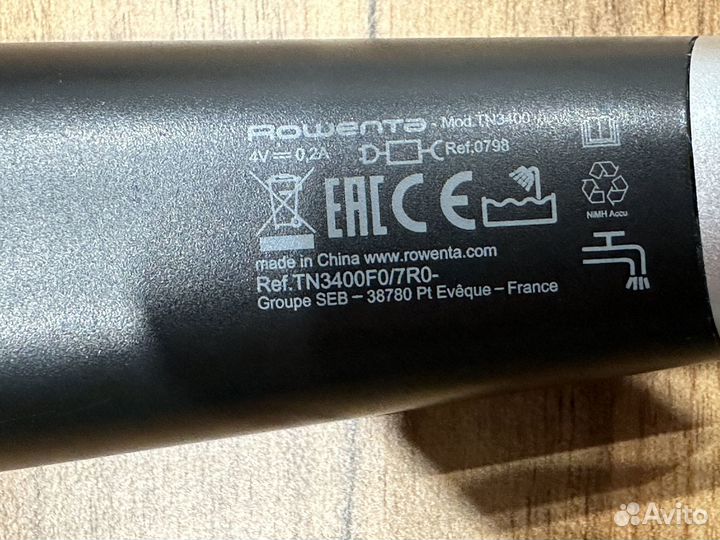 Rowenta - Mod.TN3400
4V⎓0,2A Ref.0798
EAC CE
NiMH Accu
made in China www.rowenta.com
Ref.TN3400F0/7R0-
Groupe SEB – 38780 Pt Evêque – France
Avito